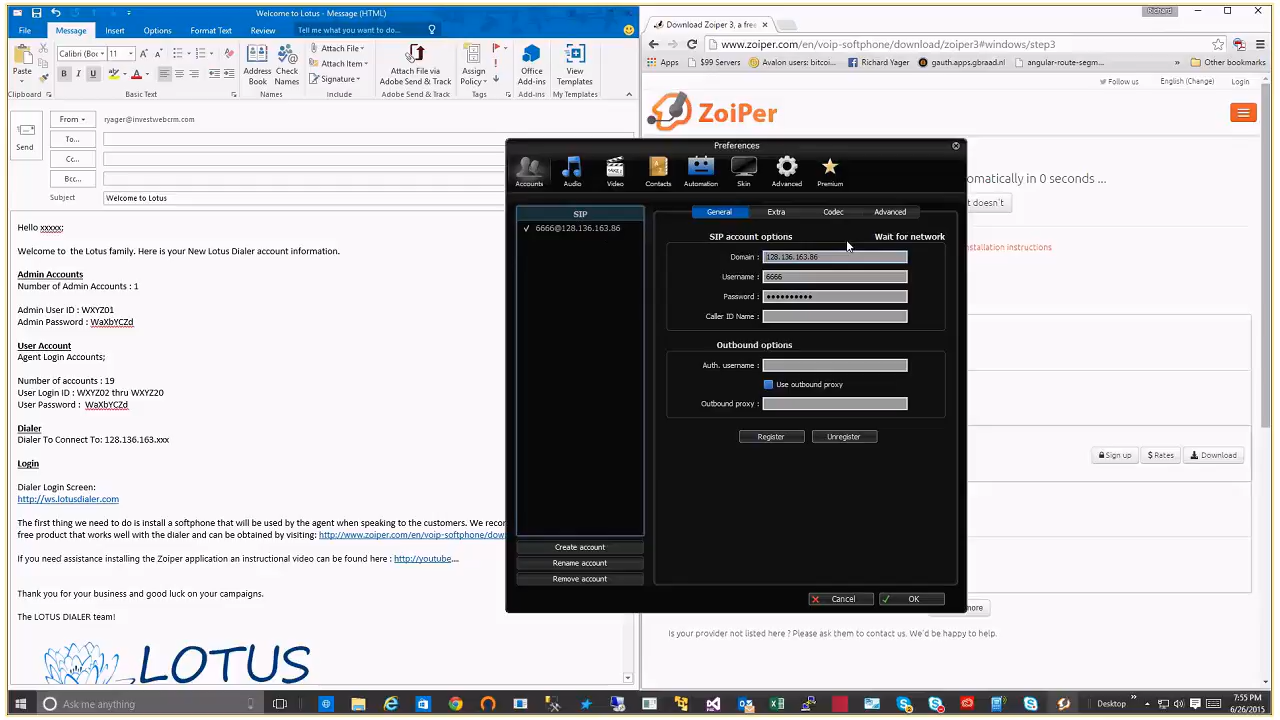 Welcome to Lotus - Message (HTML)
File Message Insert Options Format Text Review Tell me what you want to do...
Paste
Calibri (Boc 11
B I U
Address Book
Check Names
Attach File
Attach Item
Signature
Attach File via Adobe Send & Track
Assign Policy
Office Add-ins
View Templates
Clipboard Basic Text Names Include Adobe Send & Track Tags Add-ins My Templates
Send
From ryager@investwebcrm.com
To...
Cc...
Bcc...
Subject Welcome to Lotus
Hello xxxxx;
Welcome to the Lotus family. Here is your New Lotus Dialer account information.
Admin Accounts
Number of Admin Accounts : 1
Admin User ID : WXYZ01
Admin Password : WaXbYCZd
User Account
Agent Login Accounts;
Number of accounts : 19
User Login ID : WXYZ02 thru WXYZ20
User Password : WaXbYCZd
Dialer
Dialer To Connect To: 128.136.163.xxx
Login
Dialer Login Screen:
http://ws.lotusdialer.com
The first thing we need to do is install a softphone that will be used by the agent when speaking to the customers. We recon
free product that works well with the dialer and can be obtained by visiting: http://www.zoiper.com/en/voip-softphone/dow
If you need assistance installing the Zoiper application an instructional video can be found here : http://youtube....
Thank you for your business and good luck on your campaigns.
The LOTUS DIALER team!
LOTUS
Richard
Download Zoiper 3, a free
www.zoiper.com/en/voip-softphone/download/zoiper3#windows/step3
Apps $99 Servers Avalon users: bitcoi... Richard Yager gauth.apps.gbraad.nl angular-route-segm... » Other bookmarks
Follow us English (Change) Login
ZoiPer
omatically in 0 seconds ...
t doesn't
nstallation instructions
Sign up $ Rates Download
more
Is your provider not listed here ? Please ask them to contact us. We'd be happy to help.
Preferences
Accounts Audio Video Contacts Automation Skin Advanced Premium
SIP
6666@128.136.163.86
Create account
Rename account
Remove account
General Extra Codec Advanced
SIP account options Wait for network
Domain : 128.136.163.86
Username : 6666
Password : ••••••••••
Caller ID Name :
Outbound options
Auth. username :
Use outbound proxy
Outbound proxy :
Register Unregister
Cancel OK
Ask me anything
Desktop » 7:55 PM
6/26/2015